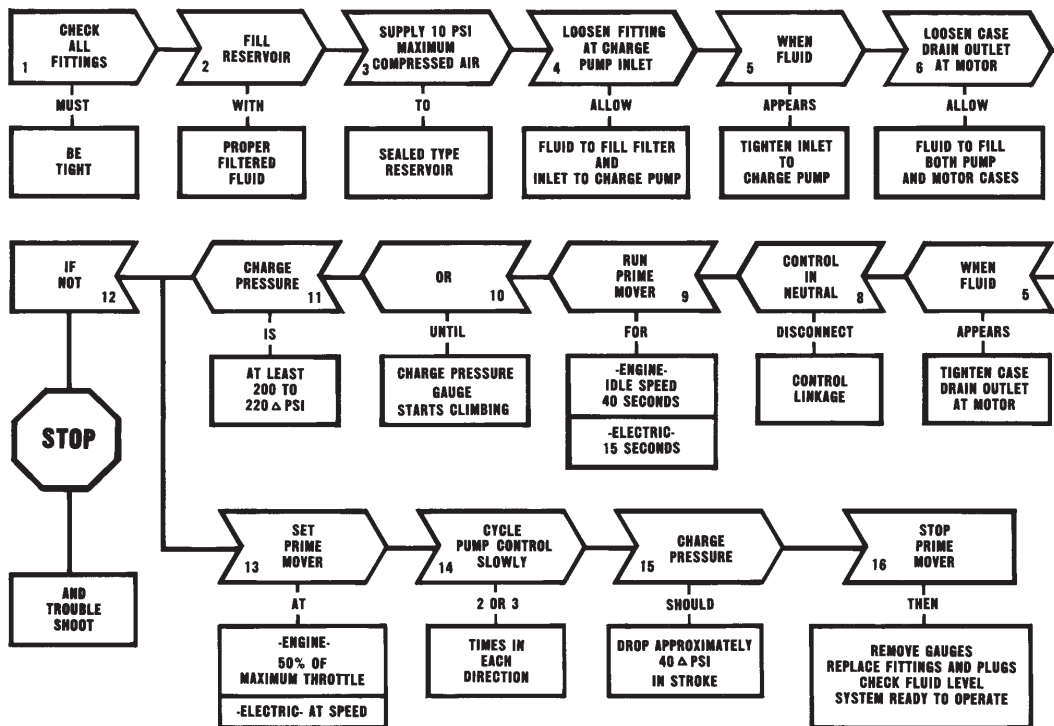 CHECK
ALL
FITTINGS
1
MUST
BE
TIGHT
FILL
RESERVOIR
2
WITH
PROPER
FILTERED
FLUID
SUPPLY 10 PSI
MAXIMUM
COMPRESSED AIR
3
TO
SEALED TYPE
RESERVOIR
LOOSEN FITTING
AT CHARGE
PUMP INLET
4
ALLOW
FLUID TO FILL FILTER
AND
INLET TO CHARGE PUMP
WHEN
FLUID
5
APPEARS
TIGHTEN INLET
TO
CHARGE PUMP
LOOSEN CASE
DRAIN OUTLET
AT MOTOR
6
ALLOW
FLUID TO FILL
BOTH PUMP
AND MOTOR CASES
WHEN
FLUID
5
APPEARS
TIGHTEN CASE
DRAIN OUTLET
AT MOTOR
CONTROL
IN
NEUTRAL
8
DISCONNECT
CONTROL
LINKAGE
RUN
PRIME
MOVER
9
FOR
-ENGINE-
IDLE SPEED
40 SECONDS
-ELECTRIC-
15 SECONDS
OR
10
UNTIL
CHARGE PRESSURE
GAUGE
STARTS CLIMBING
CHARGE
PRESSURE
11
IS
AT LEAST
200 TO
220 Δ PSI
IF
NOT
12
STOP
AND
TROUBLE
SHOOT
SET
PRIME
MOVER
13
AT
-ENGINE-
50% OF
MAXIMUM THROTTLE
-ELECTRIC- AT SPEED
CYCLE
PUMP CONTROL
SLOWLY
14
2 OR 3
TIMES IN
EACH
DIRECTION
CHARGE
PRESSURE
15
SHOULD
DROP APPROXIMATELY
40 Δ PSI
IN STROKE
STOP
PRIME
MOVER
16
THEN
REMOVE GAUGES
REPLACE FITTINGS AND PLUGS
CHECK FLUID LEVEL
SYSTEM READY TO OPERATE